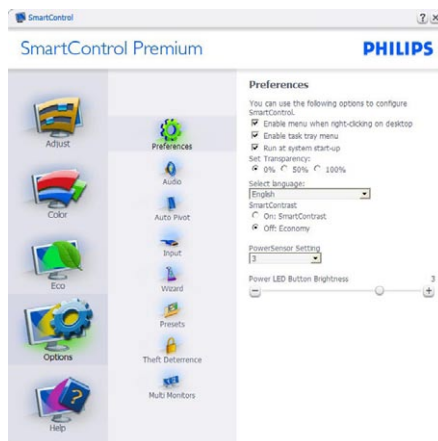 SmartControl
SmartControl Premium
PHILIPS
Adjust
Color
Eco
Options
Help
Preferences
Audio
Auto Pivot
Input
Wizard
Presets
Theft Deterrence
Multi Monitors
Preferences
You can use the following options to configure
SmartControl.
Enable menu when right-clicking on desktop
Enable task tray menu
Run at system start-up
Set Transparency:
0% 50% 100%
Select language:
English
SmartContrast
On: SmartContrast
Off: Economy
PowerSensor Setting
3
Power LED Button Brightness 3